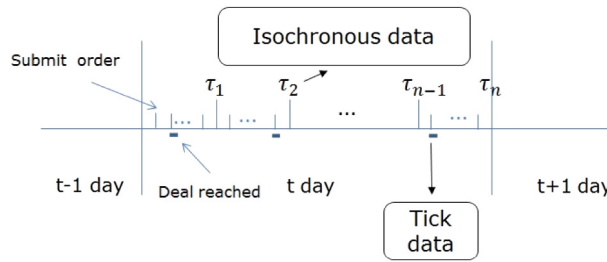 Isochronous data
Submit order
τ₁ τ₂ τₙ₋₁ τₙ
... ... ... ...
t-1 day Deal reached t day t+1 day
Tick
data